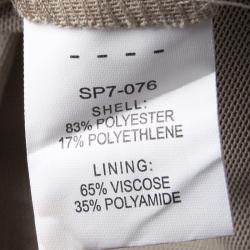 - - - -
SP7-076
SHELL:
83% POLYESTER
17% POLYETHLENE
LINING:
65% VISCOSE
35% POLYAMIDE